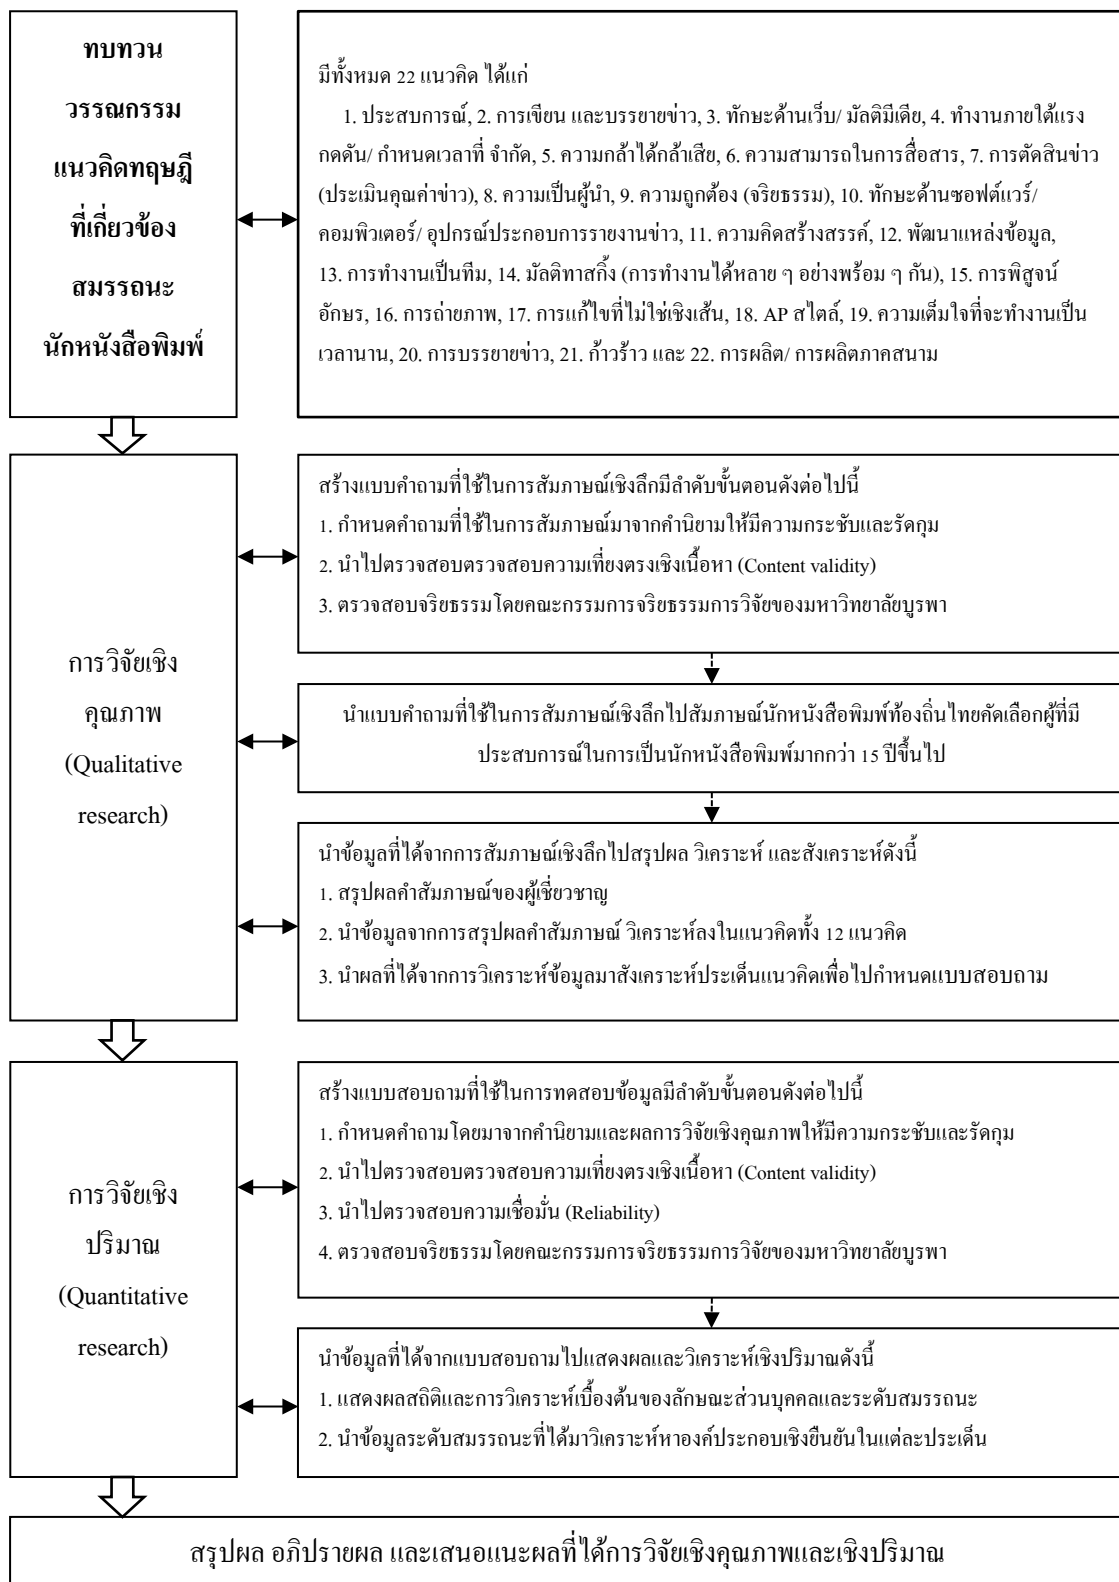 ทบทวน
วรรณกรรม
แนวคิดทฤษฎี
ที่เกี่ยวข้อง
สมรรถนะ
นักหนังสือพิมพ์
มีทั้งหมด 22 แนวคิด ได้แก่
1. ประสบการณ์, 2. การเขียน และบรรยายข่าว, 3. ทักษะด้านเว็บ/ มัลติมีเดีย, 4. ทำงานภายใต้แรง
กดดัน/ กำหนดเวลาที่ จำกัด, 5. ความกล้าได้กล้าเสีย, 6. ความสามารถในการสื่อสาร, 7. การตัดสินข่าว
(ประเมินคุณค่าข่าว), 8. ความเป็นผู้นำ, 9. ความถูกต้อง (จริยธรรม), 10. ทักษะด้านซอฟต์แวร์/
คอมพิวเตอร์/ อุปกรณ์ประกอบการรายงานข่าว, 11. ความคิดสร้างสรรค์, 12. พัฒนาแหล่งข้อมูล,
13. การทำงานเป็นทีม, 14. มัลติทาสกิ้ง (การทำงานได้หลาย ๆ อย่างพร้อม ๆ กัน), 15. การพิสูจน์
อักษร, 16. การถ่ายภาพ, 17. การแก้ไขที่ไม่ใช่เชิงเส้น, 18. AP สไตล์, 19. ความเต็มใจที่จะทำงานเป็น
เวลานาน, 20. การบรรยายข่าว, 21. ก้าวร้าว และ 22. การผลิต/ การผลิตภาคสนาม
การวิจัยเชิง
คุณภาพ
(Qualitative
research)
สร้างแบบคำถามที่ใช้ในการสัมภาษณ์เชิงลึกมีลำดับขั้นตอนดังต่อไปนี้
1. กำหนดคำถามที่ใช้ในการสัมภาษณ์มาจากคำนิยามให้มีความกระชับและรัดกุม
2. นำไปตรวจสอบตรวจสอบความเที่ยงตรงเชิงเนื้อหา (Content validity)
3. ตรวจสอบจริยธรรมโดยคณะกรรมการจริยธรรมการวิจัยของมหาวิทยาลัยบูรพา
นำแบบคำถามที่ใช้ในการสัมภาษณ์เชิงลึกไปสัมภาษณ์นักหนังสือพิมพ์ท้องถิ่นไทยคัดเลือกผู้ที่มี
ประสบการณ์ในการเป็นนักหนังสือพิมพ์มากกว่า 15 ปีขึ้นไป
นำข้อมูลที่ได้จากการสัมภาษณ์เชิงลึกไปสรุปผล วิเคราะห์ และสังเคราะห์ดังนี้
1. สรุปผลคำสัมภาษณ์ของผู้เชี่ยวชาญ
2. นำข้อมูลจากการสรุปผลคำสัมภาษณ์ วิเคราะห์ลงในแนวคิดทั้ง 12 แนวคิด
3. นำผลที่ได้จากการวิเคราะห์ข้อมูลมาสังเคราะห์ประเด็นแนวคิดเพื่อไปกำหนดแบบสอบถาม
การวิจัยเชิง
ปริมาณ
(Quantitative
research)
สร้างแบบสอบถามที่ใช้ในการทดสอบข้อมูลมีลำดับขั้นตอนดังต่อไปนี้
1. กำหนดคำถามโดยมาจากคำนิยามและผลการวิจัยเชิงคุณภาพให้มีความกระชับและรัดกุม
2. นำไปตรวจสอบตรวจสอบความเที่ยงตรงเชิงเนื้อหา (Content validity)
3. นำไปตรวจสอบความเชื่อมั่น (Reliability)
4. ตรวจสอบจริยธรรมโดยคณะกรรมการจริยธรรมการวิจัยของมหาวิทยาลัยบูรพา
นำข้อมูลที่ได้จากแบบสอบถามไปแสดงผลและวิเคราะห์เชิงปริมาณดังนี้
1. แสดงผลสถิติและการวิเคราะห์เบื้องต้นของลักษณะส่วนบุคคลและระดับสมรรถนะ
2. นำข้อมูลระดับสมรรถนะที่ได้มาวิเคราะห์หาองค์ประกอบเชิงยืนยันในแต่ละประเด็น
สรุปผล อภิปรายผล และเสนอแนะผลที่ได้การวิจัยเชิงคุณภาพและเชิงปริมาณ